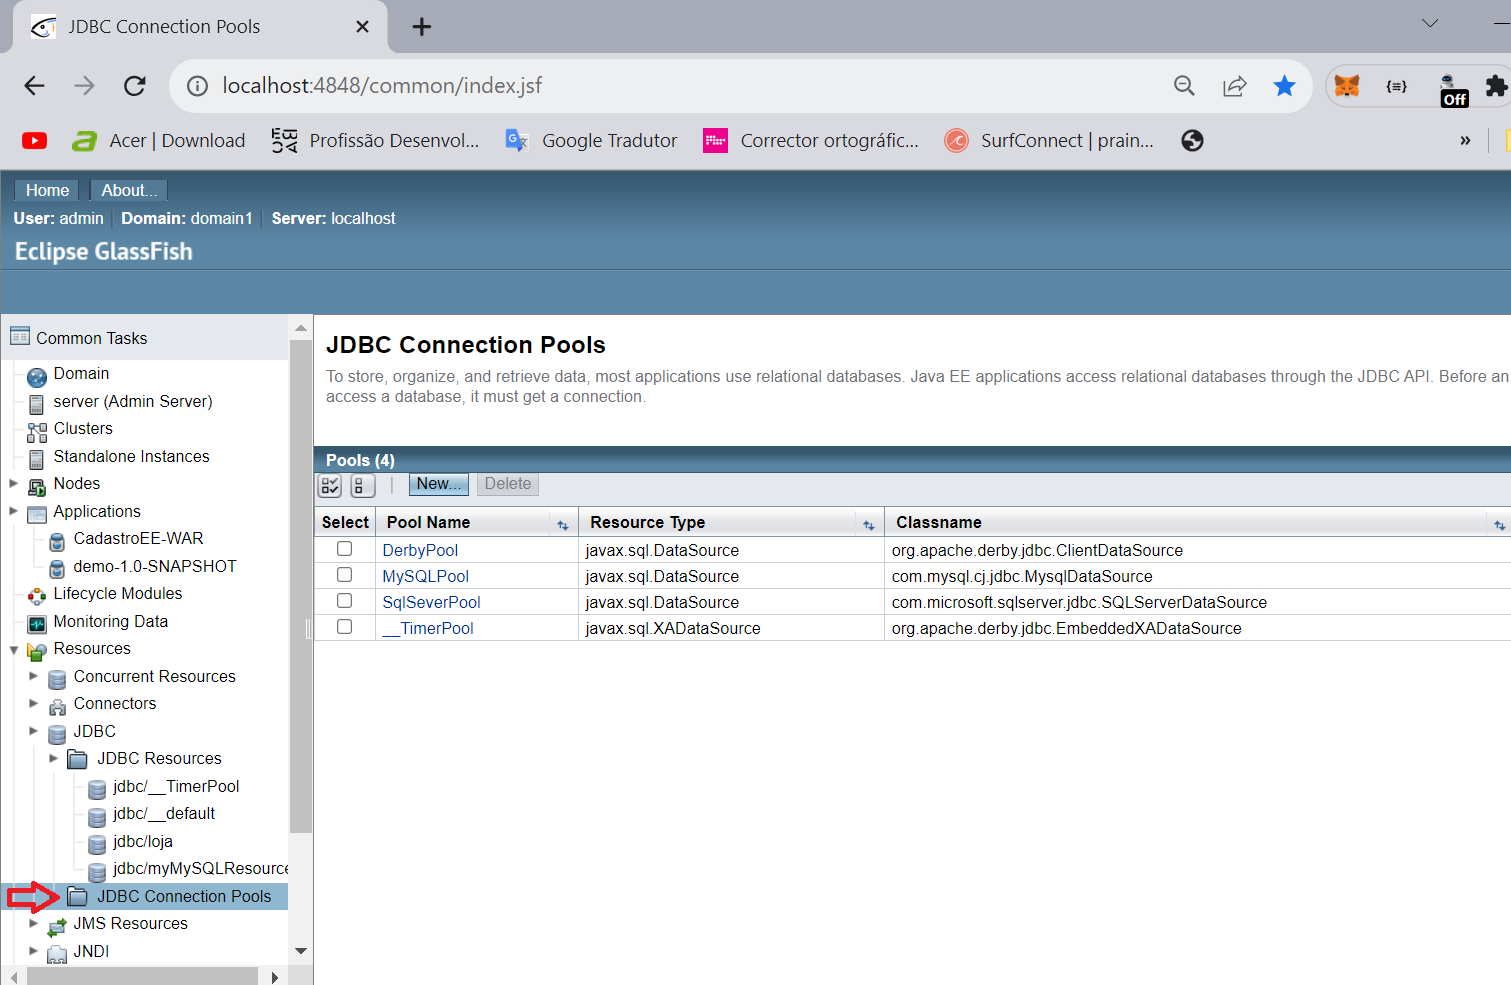 JDBC Connection Pools
localhost:4848/common/index.jsf
{≡}
Off
Acer | Download
Profissão Desenvol...
Google Tradutor
Corrector ortográfic...
SurfConnect | prain...
»
Home
About...
User: admin
Domain: domain1
Server: localhost
Eclipse GlassFish
Common Tasks
Domain
server (Admin Server)
Clusters
Standalone Instances
Nodes
Applications
CadastroEE-WAR
demo-1.0-SNAPSHOT
Lifecycle Modules
Monitoring Data
Resources
Concurrent Resources
Connectors
JDBC
JDBC Resources
jdbc/__TimerPool
jdbc/__default
jdbc/loja
jdbc/myMySQLResource
JDBC Connection Pools
JMS Resources
JNDI
JDBC Connection Pools
To store, organize, and retrieve data, most applications use relational databases. Java EE applications access relational databases through the JDBC API. Before an
access a database, it must get a connection.
Pools (4)
New...
Delete
Select Pool Name Resource Type Classname
DerbyPool javax.sql.DataSource org.apache.derby.jdbc.ClientDataSource
MySQLPool javax.sql.DataSource com.mysql.cj.jdbc.MysqlDataSource
SqlSeverPool javax.sql.DataSource com.microsoft.sqlserver.jdbc.SQLServerDataSource
__TimerPool javax.sql.XADataSource org.apache.derby.jdbc.EmbeddedXADataSource